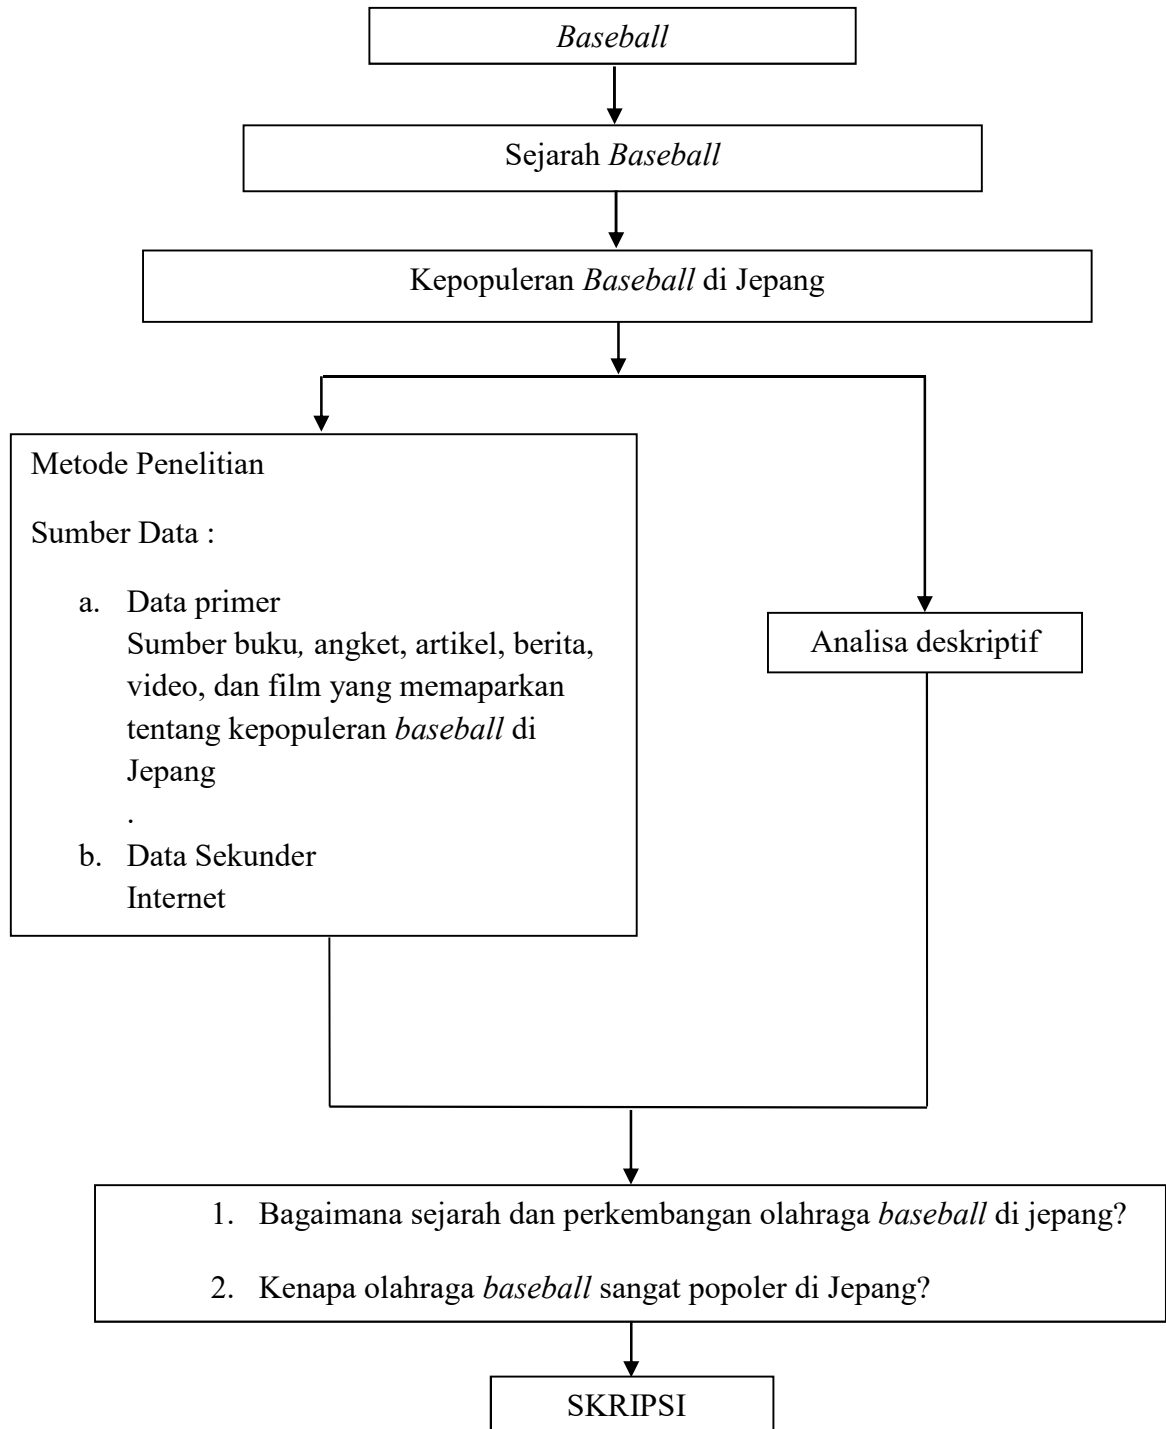 Baseball
Sejarah Baseball
Kepopuleran Baseball di Jepang
Metode Penelitian
Sumber Data :
a. Data primer
Sumber buku, angket, artikel, berita,
video, dan film yang memaparkan
tentang kepopuleran baseball di
Jepang
.
b. Data Sekunder
Internet
Analisa deskriptif
1. Bagaimana sejarah dan perkembangan olahraga baseball di jepang?
2. Kenapa olahraga baseball sangat popoler di Jepang?
SKRIPSI